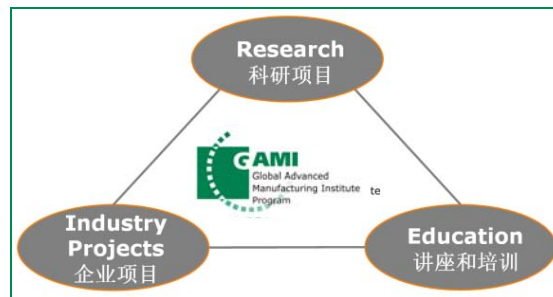 Research
科研项目
GAMI
Global Advanced
Manufacturing Institute te
Program
Industry
Projects
企业项目
Education
讲座和培训